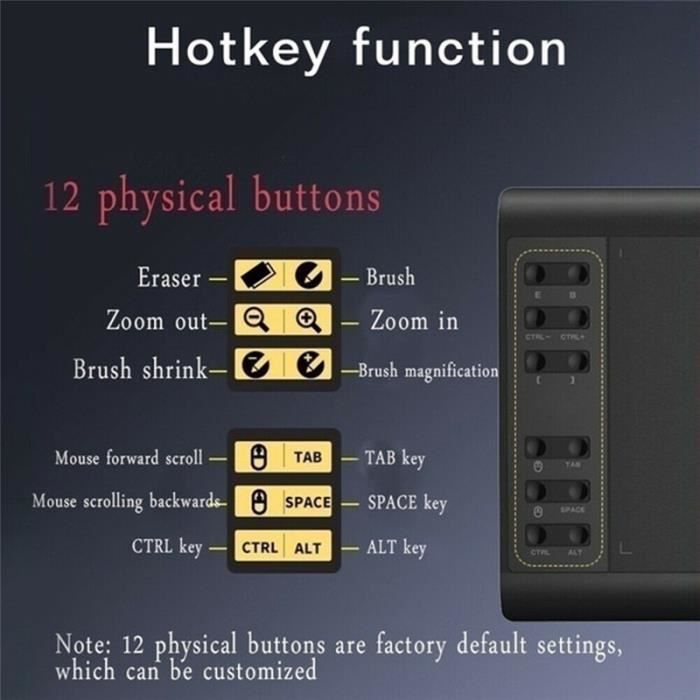 Hotkey function
12 physical buttons
Eraser
Brush
Zoom out
Zoom in
Brush shrink
Brush magnification
Mouse forward scroll
TAB
TAB key
Mouse scrolling backwards
SPACE
SPACE key
CTRL key
CTRL ALT
ALT key
E B
CTRL- CTRL+
[ ]
TAB
SPACE
CTRL ALT
Note: 12 physical buttons are factory default settings,
which can be customized